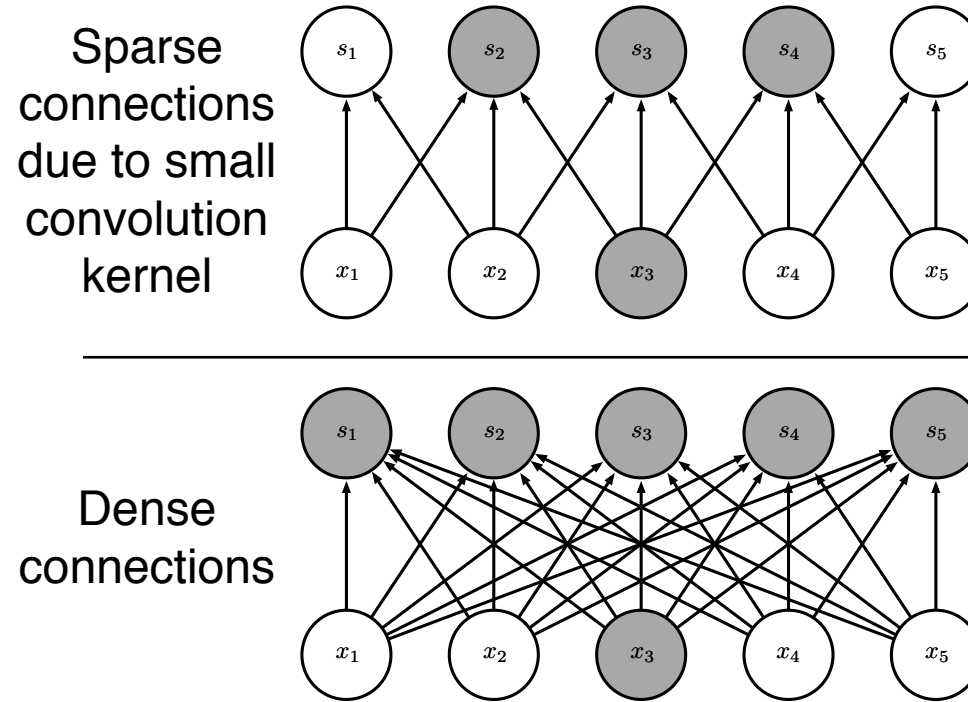 Sparse
connections
due to small
convolution
kernel
s₁ s₂ s₃ s₄ s₅
x₁ x₂ x₃ x₄ x₅
s₁ s₂ s₃ s₄ s₅
Dense
connections
x₁ x₂ x₃ x₄ x₅